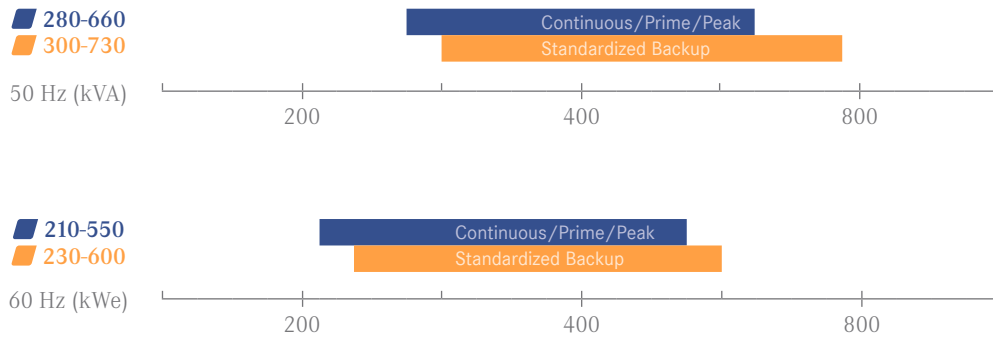 280-660
Continuous/Prime/Peak
300-730
Standardized Backup
50 Hz (kVA)
200
400
800
210-550
Continuous/Prime/Peak
230-600
Standardized Backup
60 Hz (kWe)
200
400
800